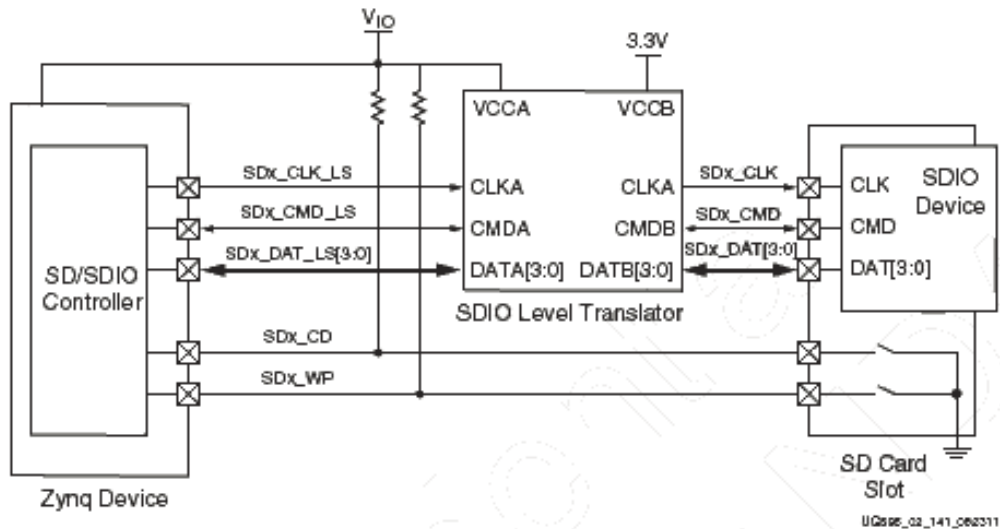 VIO
3.3V
VCCA
VCCB
SDx_CLK_LS
CLKA
CLKA
SDx_CLK
CLK
SDIO
Device
SDx_CMD_LS
CMDA
CMDB
SDx_CMD
CMD
SDx_DAT_LS[3:0]
DATA[3:0]
DATB[3:0]
SDx_DAT[3:0]
DAT[3:0]
SD/SDIO
Controller
SDIO Level Translator
SDx_CD
SDx_WP
Zynq Device
SD Card
Slot